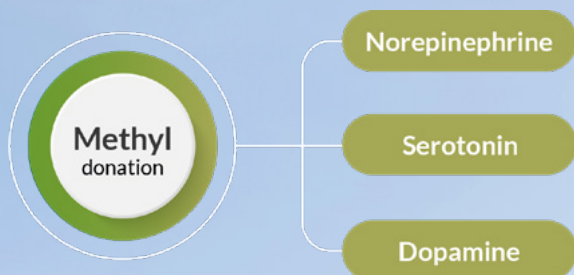 Methyl
donation
Norepinephrine
Serotonin
Dopamine